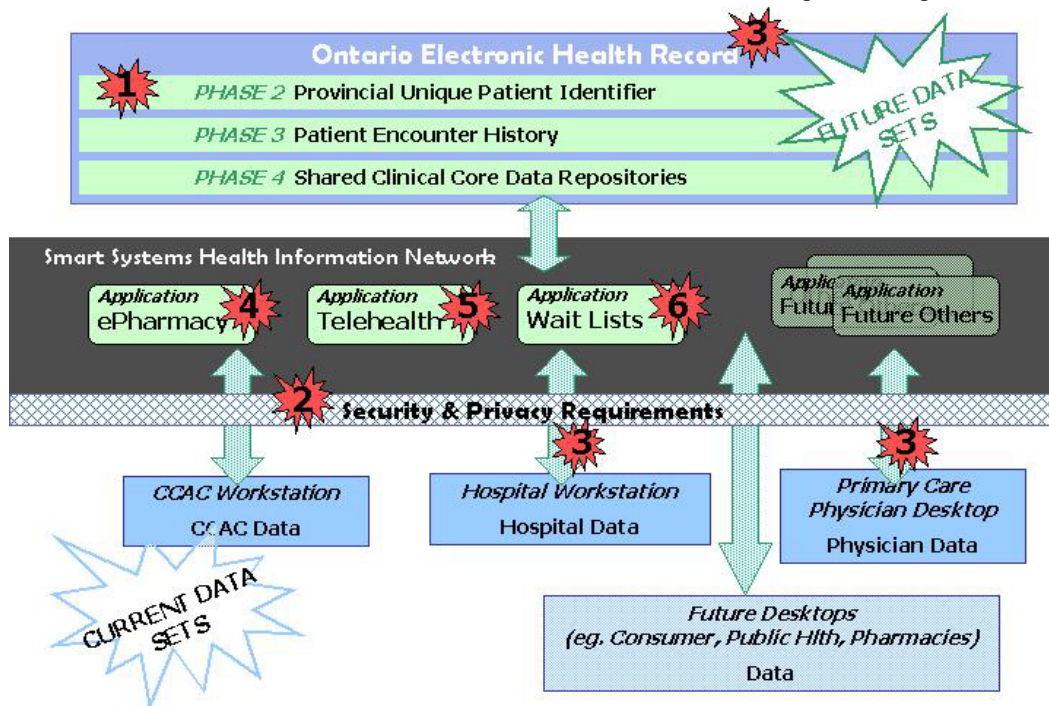 Ontario Electronic Health Record
3
1
PHASE 2 Provincial Unique Patient Identifier
PHASE 3 Patient Encounter History
PHASE 4 Shared Clinical Core Data Repositories
FUTURE DATA
SETS
Smart Systems Health Information Network
Application
ePharmacy
4
Application
Telehealth
5
Application
Wait Lists
6
Application
Future Others
2
Security & Privacy Requirements
3
3
CCAC Workstation
CCAC Data
Hospital Workstation
Hospital Data
Primary Care
Physician Desktop
Physician Data
CURRENT DATA
SETS
Future Desktops
(eg. Consumer, Public Hlth, Pharmacies)
Data